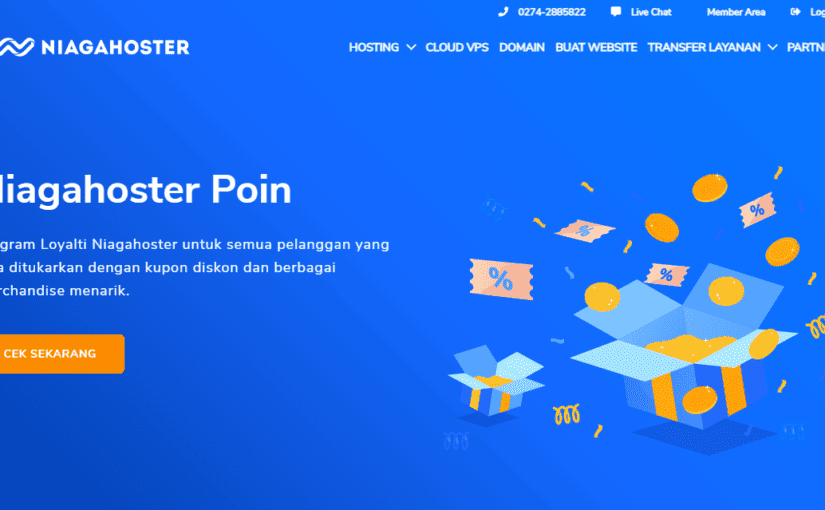 0274-2885822 Live Chat Member Area Log
NIAGAHOSTER
HOSTING CLOUD VPS DOMAIN BUAT WEBSITE TRANSFER LAYANAN PARTN
iagahoster Poin
gram Loyalti Niagahoster untuk semua pelanggan yang
a ditukarkan dengan kupon diskon dan berbagai
rchandise menarik.
CEK SEKARANG
%
%
%
%